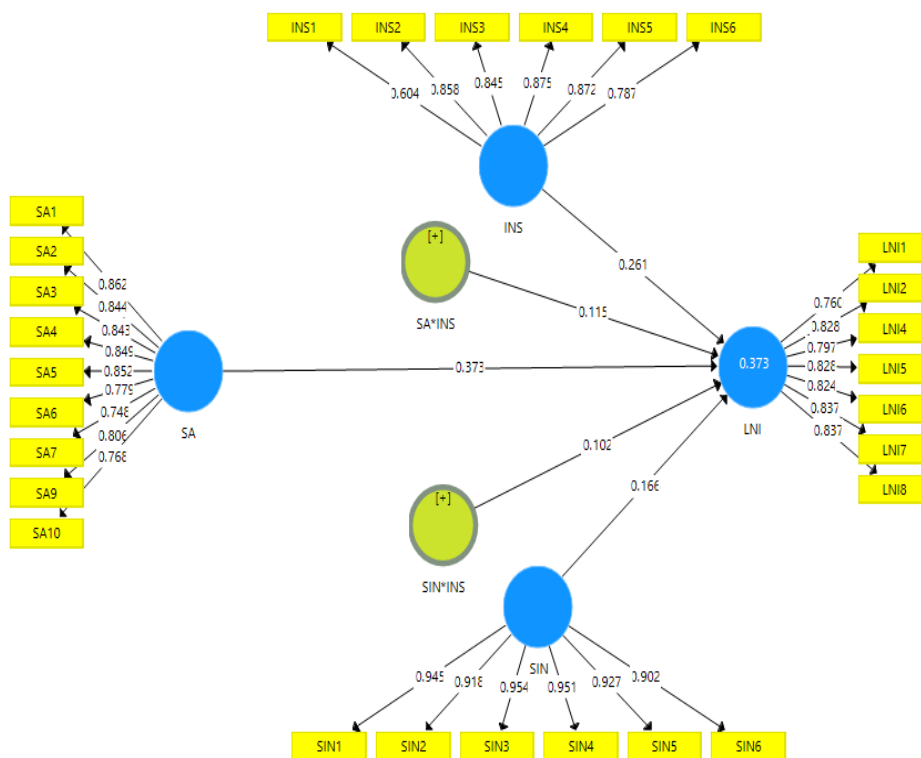 INS1 INS2 INS3 INS4 INS5 INS6
0.604 0.858 0.845 0.875 0.872 0.787
INS
[+]
SA*INS
0.261
0.115
SA1
SA2
SA3
SA4
SA5
SA6
SA7
SA9
SA10
0.862
0.844
0.843
0.849
0.852
0.779
0.748
0.806
0.768
SA
0.373
0.373
LNI
0.760
0.828
0.797
0.828
0.824
0.837
0.837
LNI1
LNI2
LNI4
LNI5
LNI6
LNI7
LNI8
0.102
[+]
SIN*INS
0.166
SIN
0.945 0.918 0.954 0.951 0.927 0.902
SIN1 SIN2 SIN3 SIN4 SIN5 SIN6